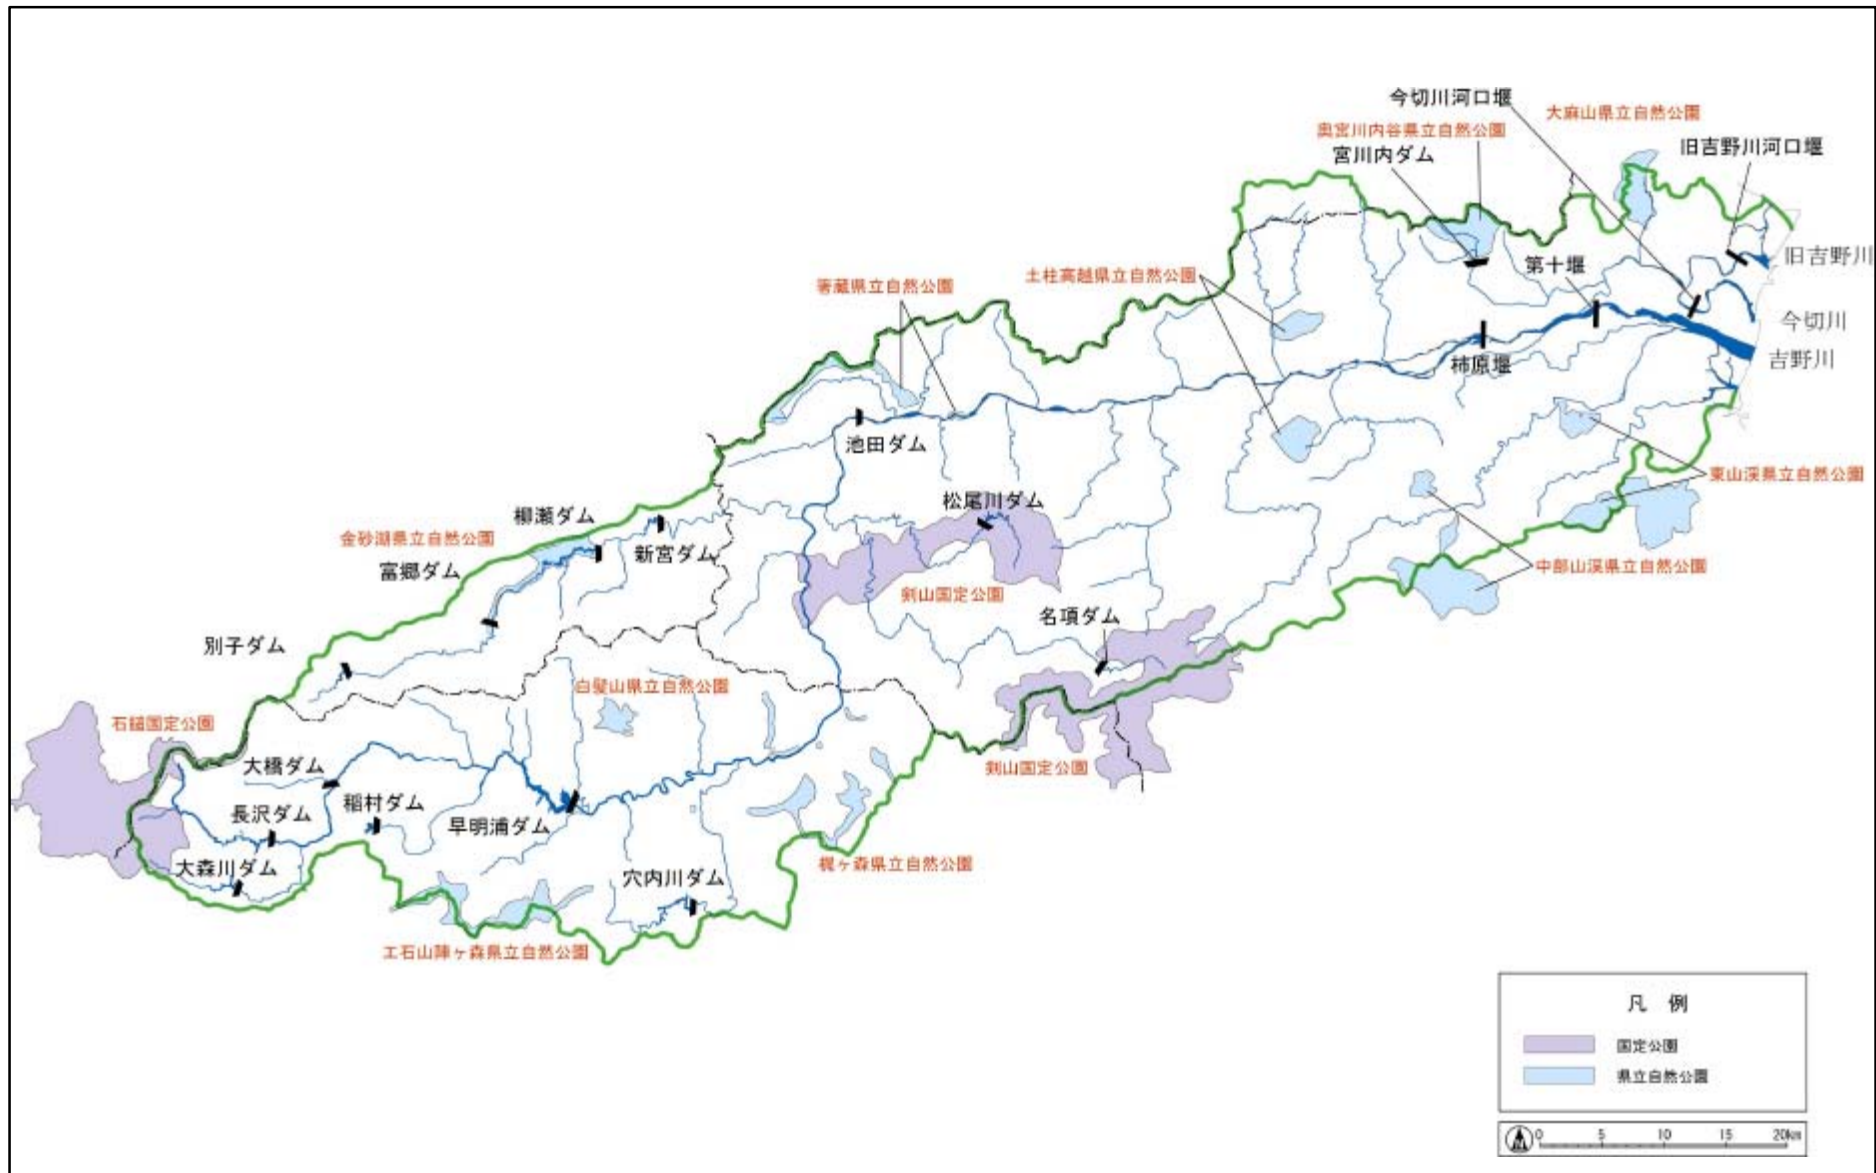 今切川河口堰
大麻山県立自然公園
奥宮川内谷県立自然公園
旧吉野川河口堰
宮川内ダム
旧吉野川
第十堰
土柱高越県立自然公園
箸蔵県立自然公園
今切川
吉野川
柿原堰
池田ダム
東山渓県立自然公園
松尾川ダム
柳瀬ダム
金砂湖県立自然公園
新宮ダム
富郷ダム
中部山渓県立自然公園
剣山国定公園
名頃ダム
別子ダム
白髪山県立自然公園
石鎚国定公園
大橋ダム
剣山国定公園
稲村ダム
長沢ダム
早明浦ダム
大森川ダム
梶ヶ森県立自然公園
穴内川ダム
工石山陣ヶ森県立自然公園
凡 例
国定公園
県立自然公園
0 5 10 15 20km